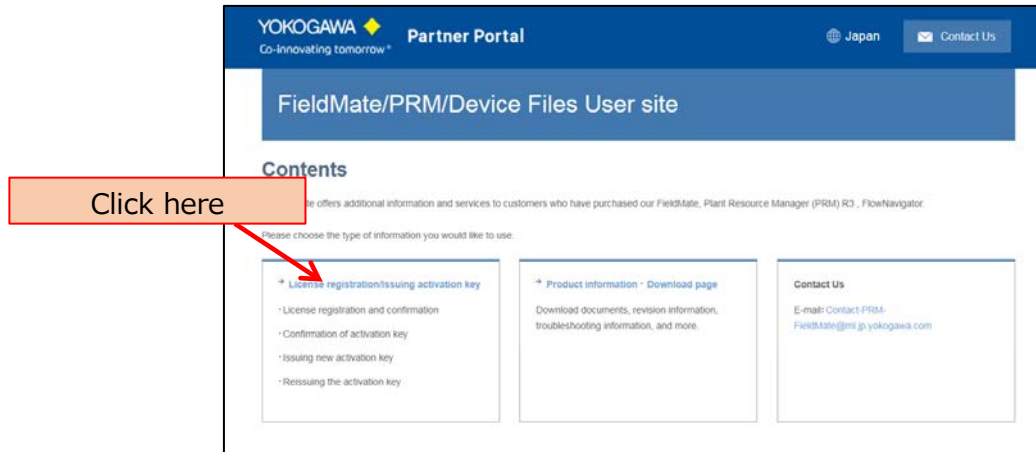 YOKOGAWA
Co-innovating tomorrow®
Partner Portal
Japan
Contact Us
FieldMate/PRM/Device Files User site
Contents
Click here
te offers additional information and services to customers who have purchased our FieldMate, Plant Resource Manager (PRM) R3 , FlowNavigator.
Please choose the type of information you would like to use.
→ License registration/Issuing activation key
・License registration and confirmation
・Confirmation of activation key
・Issuing new activation key
・Reissuing the activation key
→ Product information・Download page
Download documents, revision information,
troubleshooting information, and more.
Contact Us
E-mail: Contact-PRM-
FieldMate@ml.jp.yokogawa.com